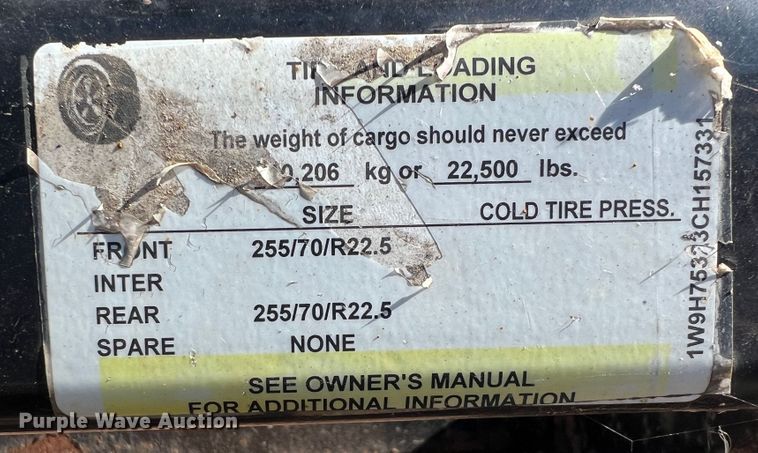 AND LOADING
INFORMATION
The weight of cargo should never exceed
0,206 kg or 22,500 lbs.
SIZE COLD TIRE PRESS.
FRONT 255/70/R22.5
INTER
REAR 255/70/R22.5
SPARE NONE
SEE OWNER'S MANUAL
FOR ADDITIONAL INFORMATION
Purple Wave Auction